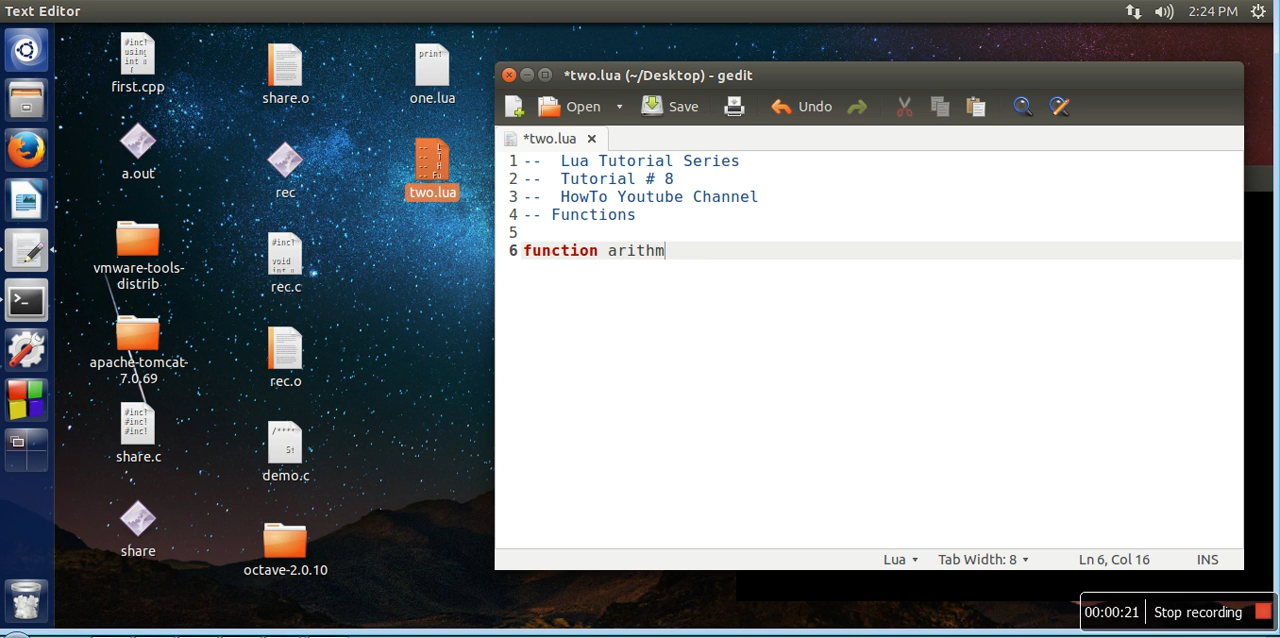 Text Editor
2:24 PM
first.cpp
share.o
one.lua
a.out
rec
two.lua
vmware-tools-
distrib
rec.c
apache-tomcat-
7.0.69
rec.o
share.c
demo.c
share
octave-2.0.10
*two.lua (~/Desktop) - gedit
Open
Save
Undo
*two.lua
1 --  Lua Tutorial Series
2 --  Tutorial # 8
3 --  HowTo Youtube Channel
4 -- Functions
5
6 function arithm
Lua
Tab Width: 8
Ln 6, Col 16
INS
00:00:21
Stop recording